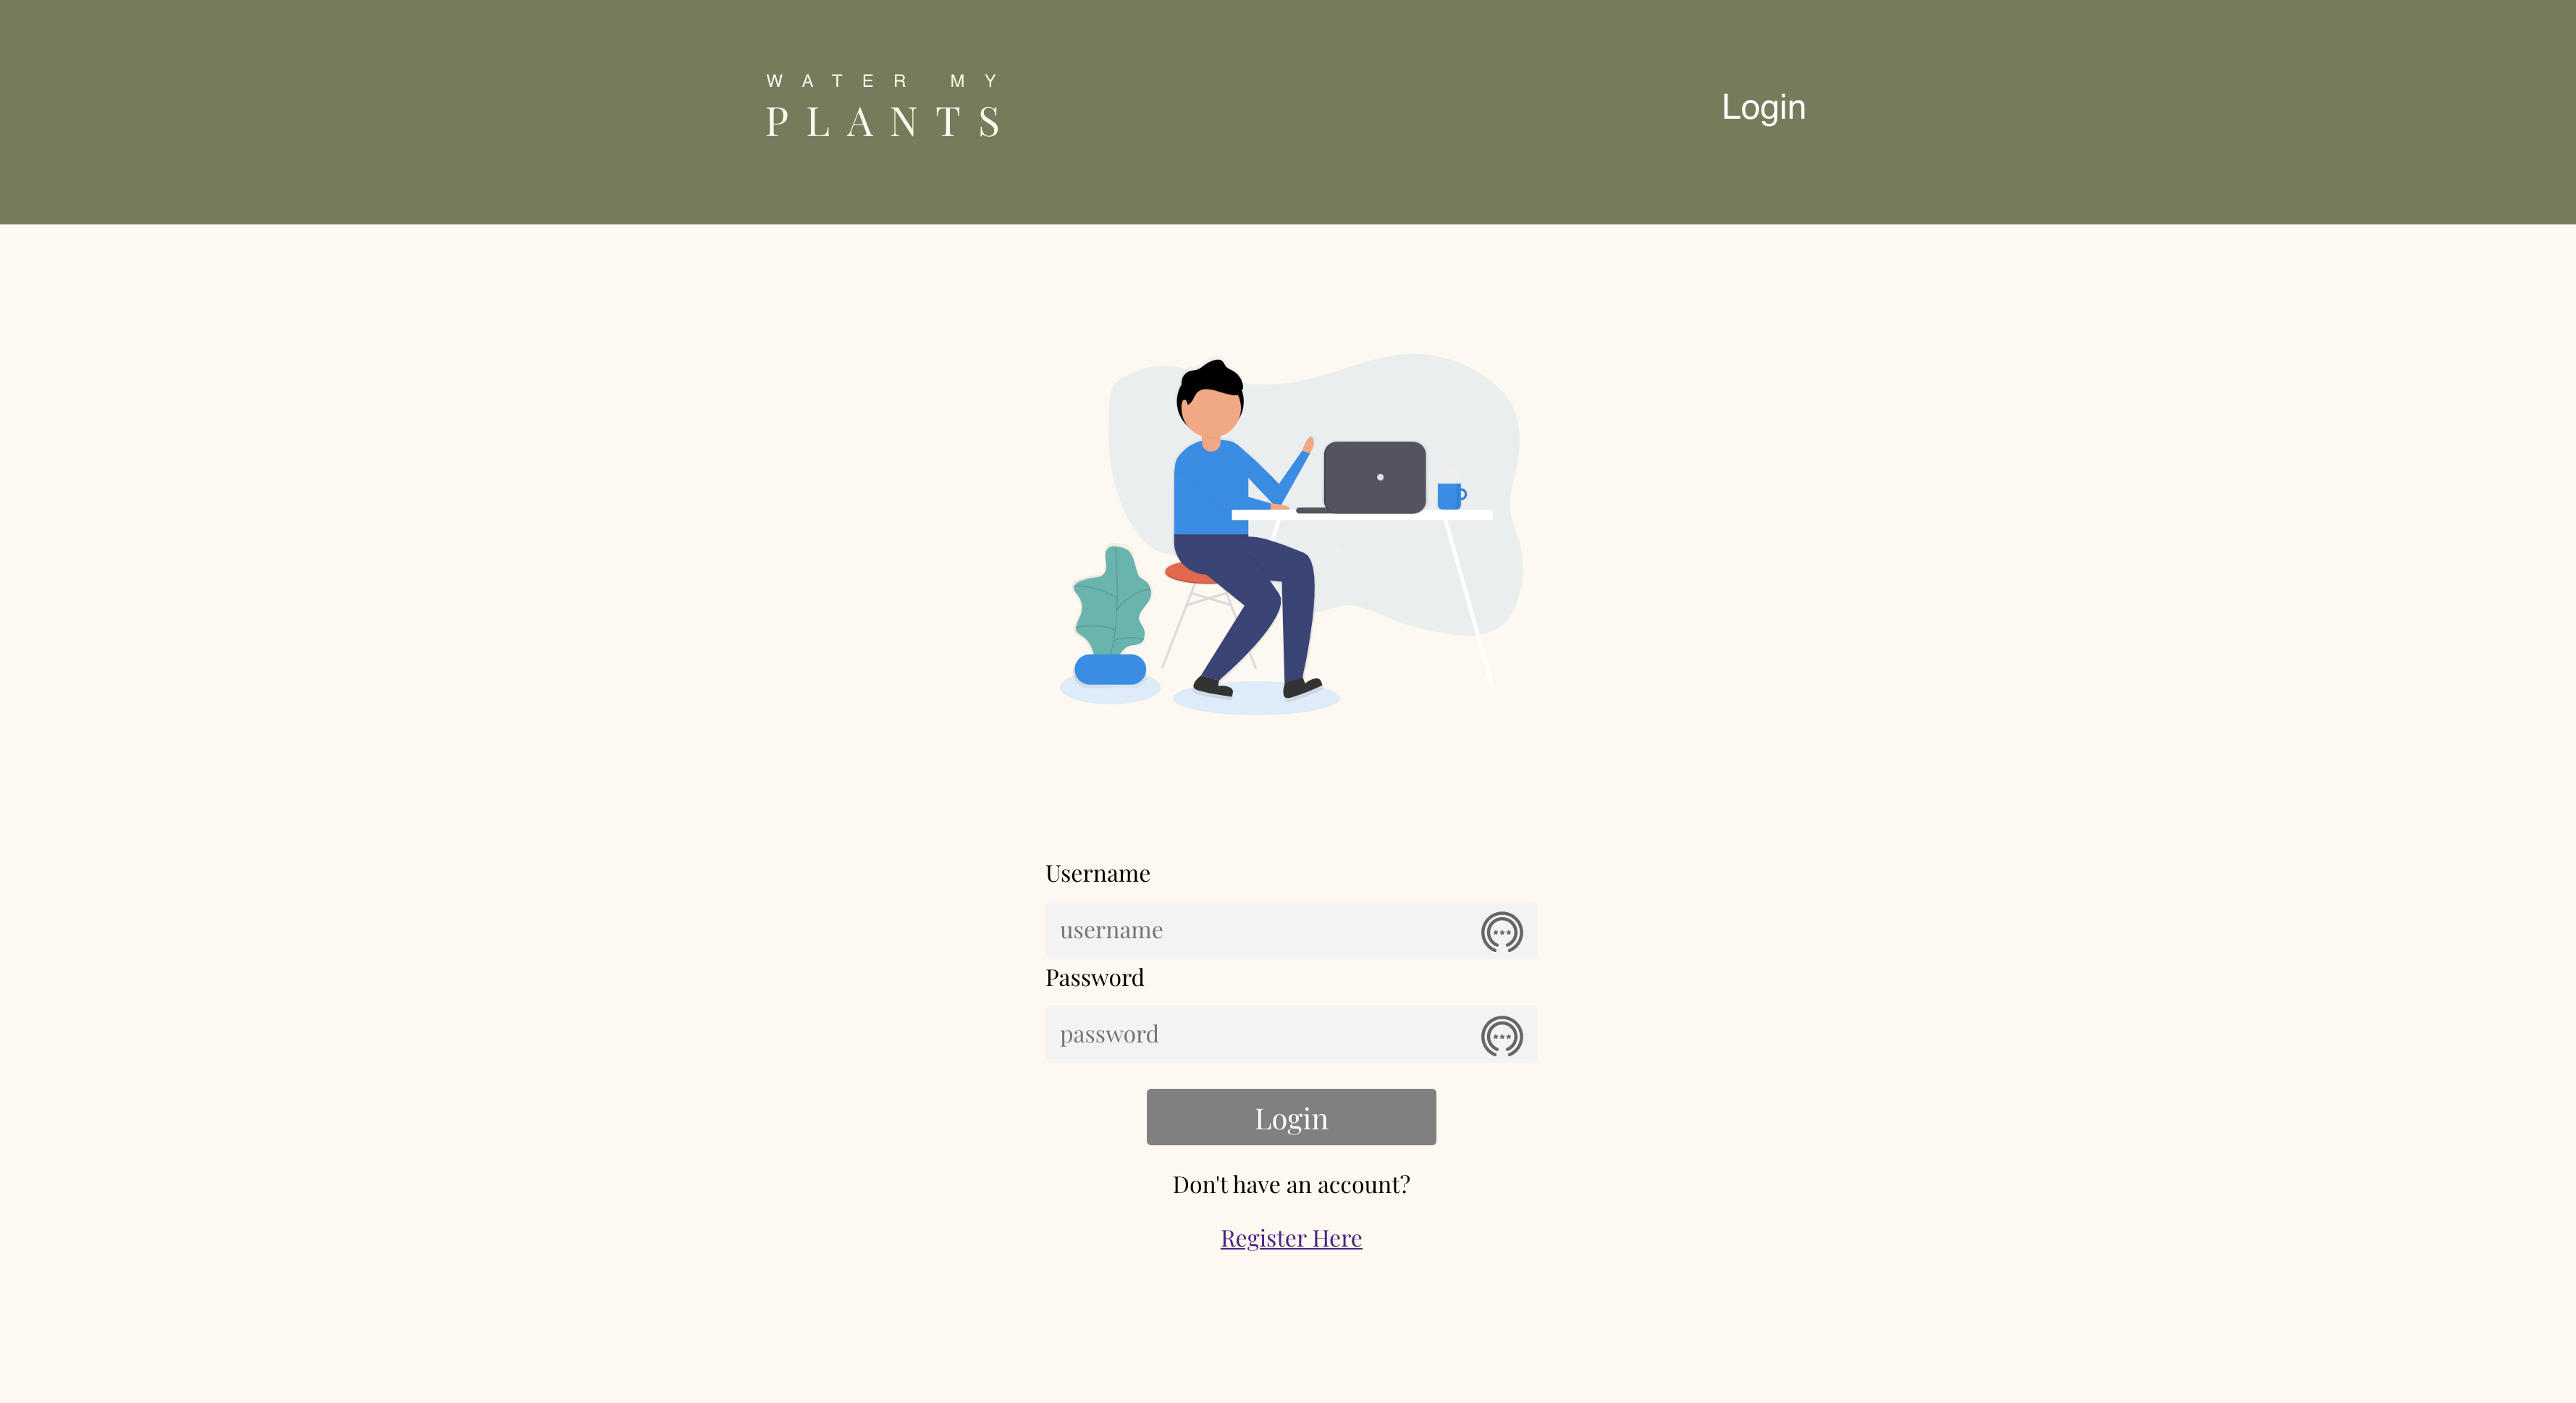 WATER MY
PLANTS
Login
Username
username
Password
password
Login
Don't have an account?
Register Here